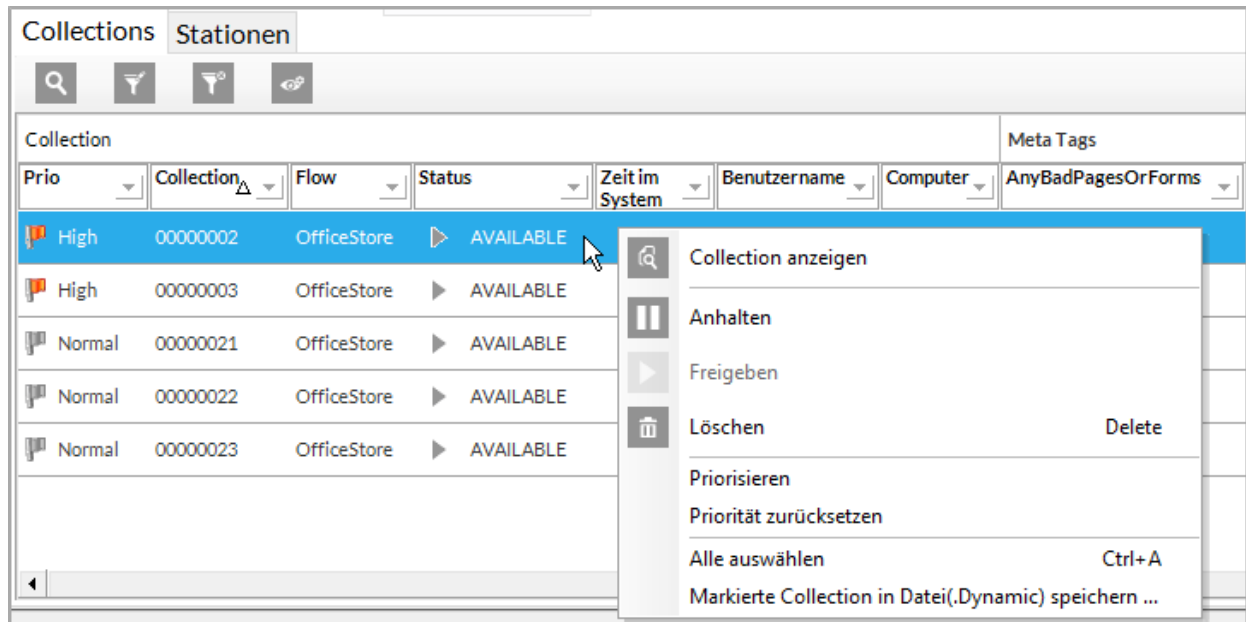 Collections Stationen
Collection Meta Tags
Prio Collection Flow Status Zeit im System Benutzername Computer AnyBadPagesOrForms
High 00000002 OfficeStore AVAILABLE
High 00000003 OfficeStore AVAILABLE
Normal 00000021 OfficeStore AVAILABLE
Normal 00000022 OfficeStore AVAILABLE
Normal 00000023 OfficeStore AVAILABLE
Collection anzeigen
Anhalten
Freigeben
Löschen Delete
Priorisieren
Priorität zurücksetzen
Alle auswählen Ctrl+A
Markierte Collection in Datei(.Dynamic) speichern ...